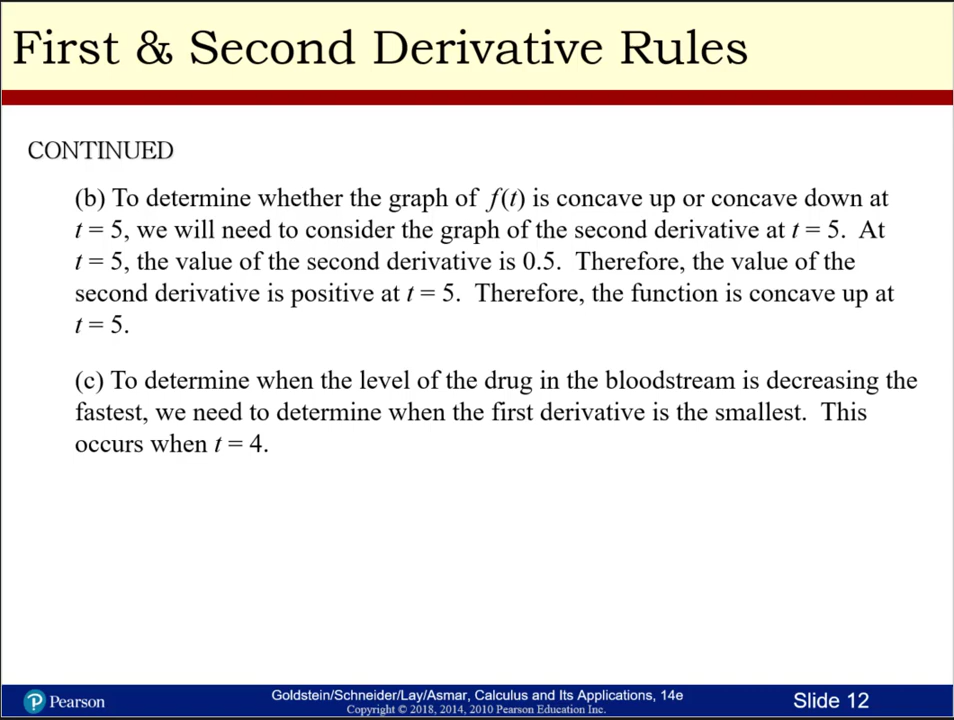 First & Second Derivative Rules
CONTINUED
(b) To determine whether the graph of f(t) is concave up or concave down at
t = 5, we will need to consider the graph of the second derivative at t = 5. At
t = 5, the value of the second derivative is 0.5. Therefore, the value of the
second derivative is positive at t = 5. Therefore, the function is concave up at
t = 5.
(c) To determine when the level of the drug in the bloodstream is decreasing the
fastest, we need to determine when the first derivative is the smallest. This
occurs when t = 4.
P Pearson
Goldstein/Schneider/Lay/Asmar, Calculus and Its Applications, 14e
Copyright © 2018, 2014, 2010 Pearson Education Inc.
Slide 12